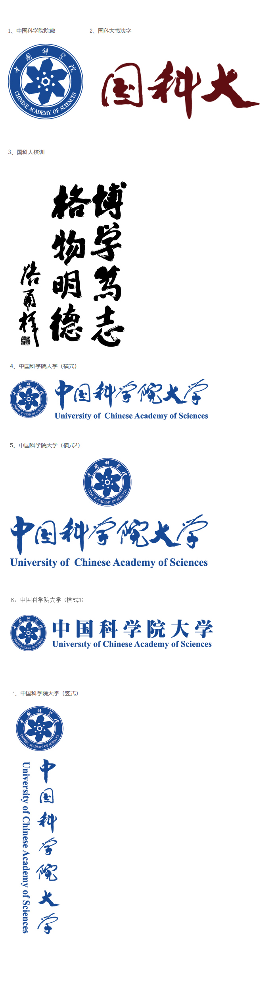 1、中国科学院院徽
2、国科大书法字
中国科学院
CHINESE ACADEMY OF SCIENCES
国科大
3、国科大校训
博学笃志
格物明德
路甬祥
4、中国科学院大学（横式）
中国科学院
CHINESE ACADEMY OF SCIENCES
中国科学院大学
University of Chinese Academy of Sciences
5、中国科学院大学（横式2）
中国科学院
CHINESE ACADEMY OF SCIENCES
中国科学院大学
University of Chinese Academy of Sciences
6、中国科学院大学（横式3）
中国科学院
CHINESE ACADEMY OF SCIENCES
中国科学院大学
University of Chinese Academy of Sciences
7、中国科学院大学（竖式）
中国科学院
CHINESE ACADEMY OF SCIENCES
中国科学院大学
University of Chinese Academy of Sciences